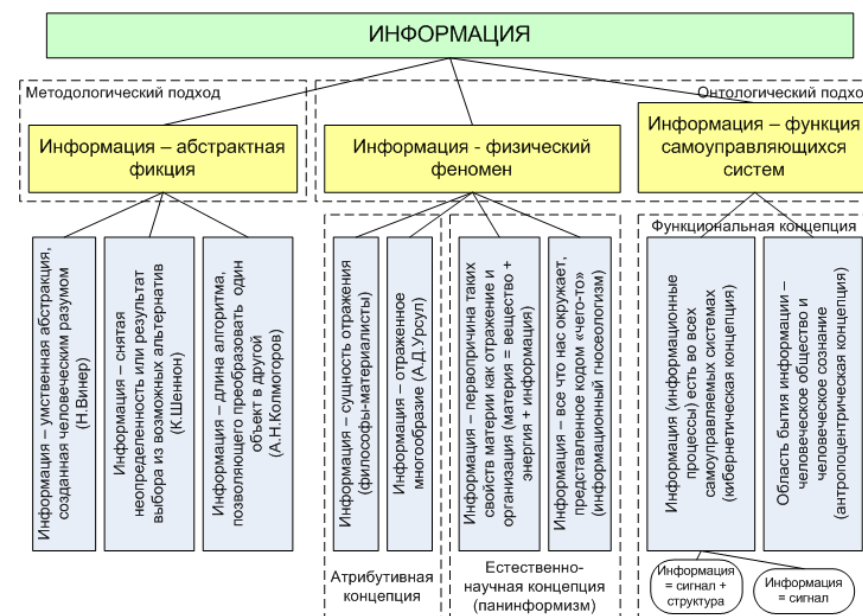 ИНФОРМАЦИЯ
Методологический подход
Онтологический подхо
Информация – абстрактная
фикция
Информация - физический
феномен
Информация – функция
самоуправляющихся
систем
Функциональная концепция
Информация – умственная абстракция,
созданная человеческим разумом
(Н.Винер)
Информация – снятая
неопределенность или результат
выбора из возможных альтернатив
(К.Шеннон)
Информация – длина алгоритма,
позволяющего преобразовать один
объект в другой
(А.Н.Колмогоров)
Информация – сущность отражения
(философы-материалисты)
Информация – отраженное
многообразие (А.Д.Урсул)
Информация – первопричина таких
свойств материи как отражение и
организация (материя = вещество +
энергия + информация)
Информация – все что нас окружает,
представленное кодом «чего-то»
(информационный гносеологизм)
Информация (информационные
процессы) есть во всех
самоуправляемых системах
(кибернетическая концепция)
Область бытия информации –
человеческое общество и
человеческое сознание
(антропоцентрическая концепция)
Атрибутивная
концепция
Естественно-
научная концепция
(панинформизм)
Информация
= сигнал +
структура
Информация
= сигнал